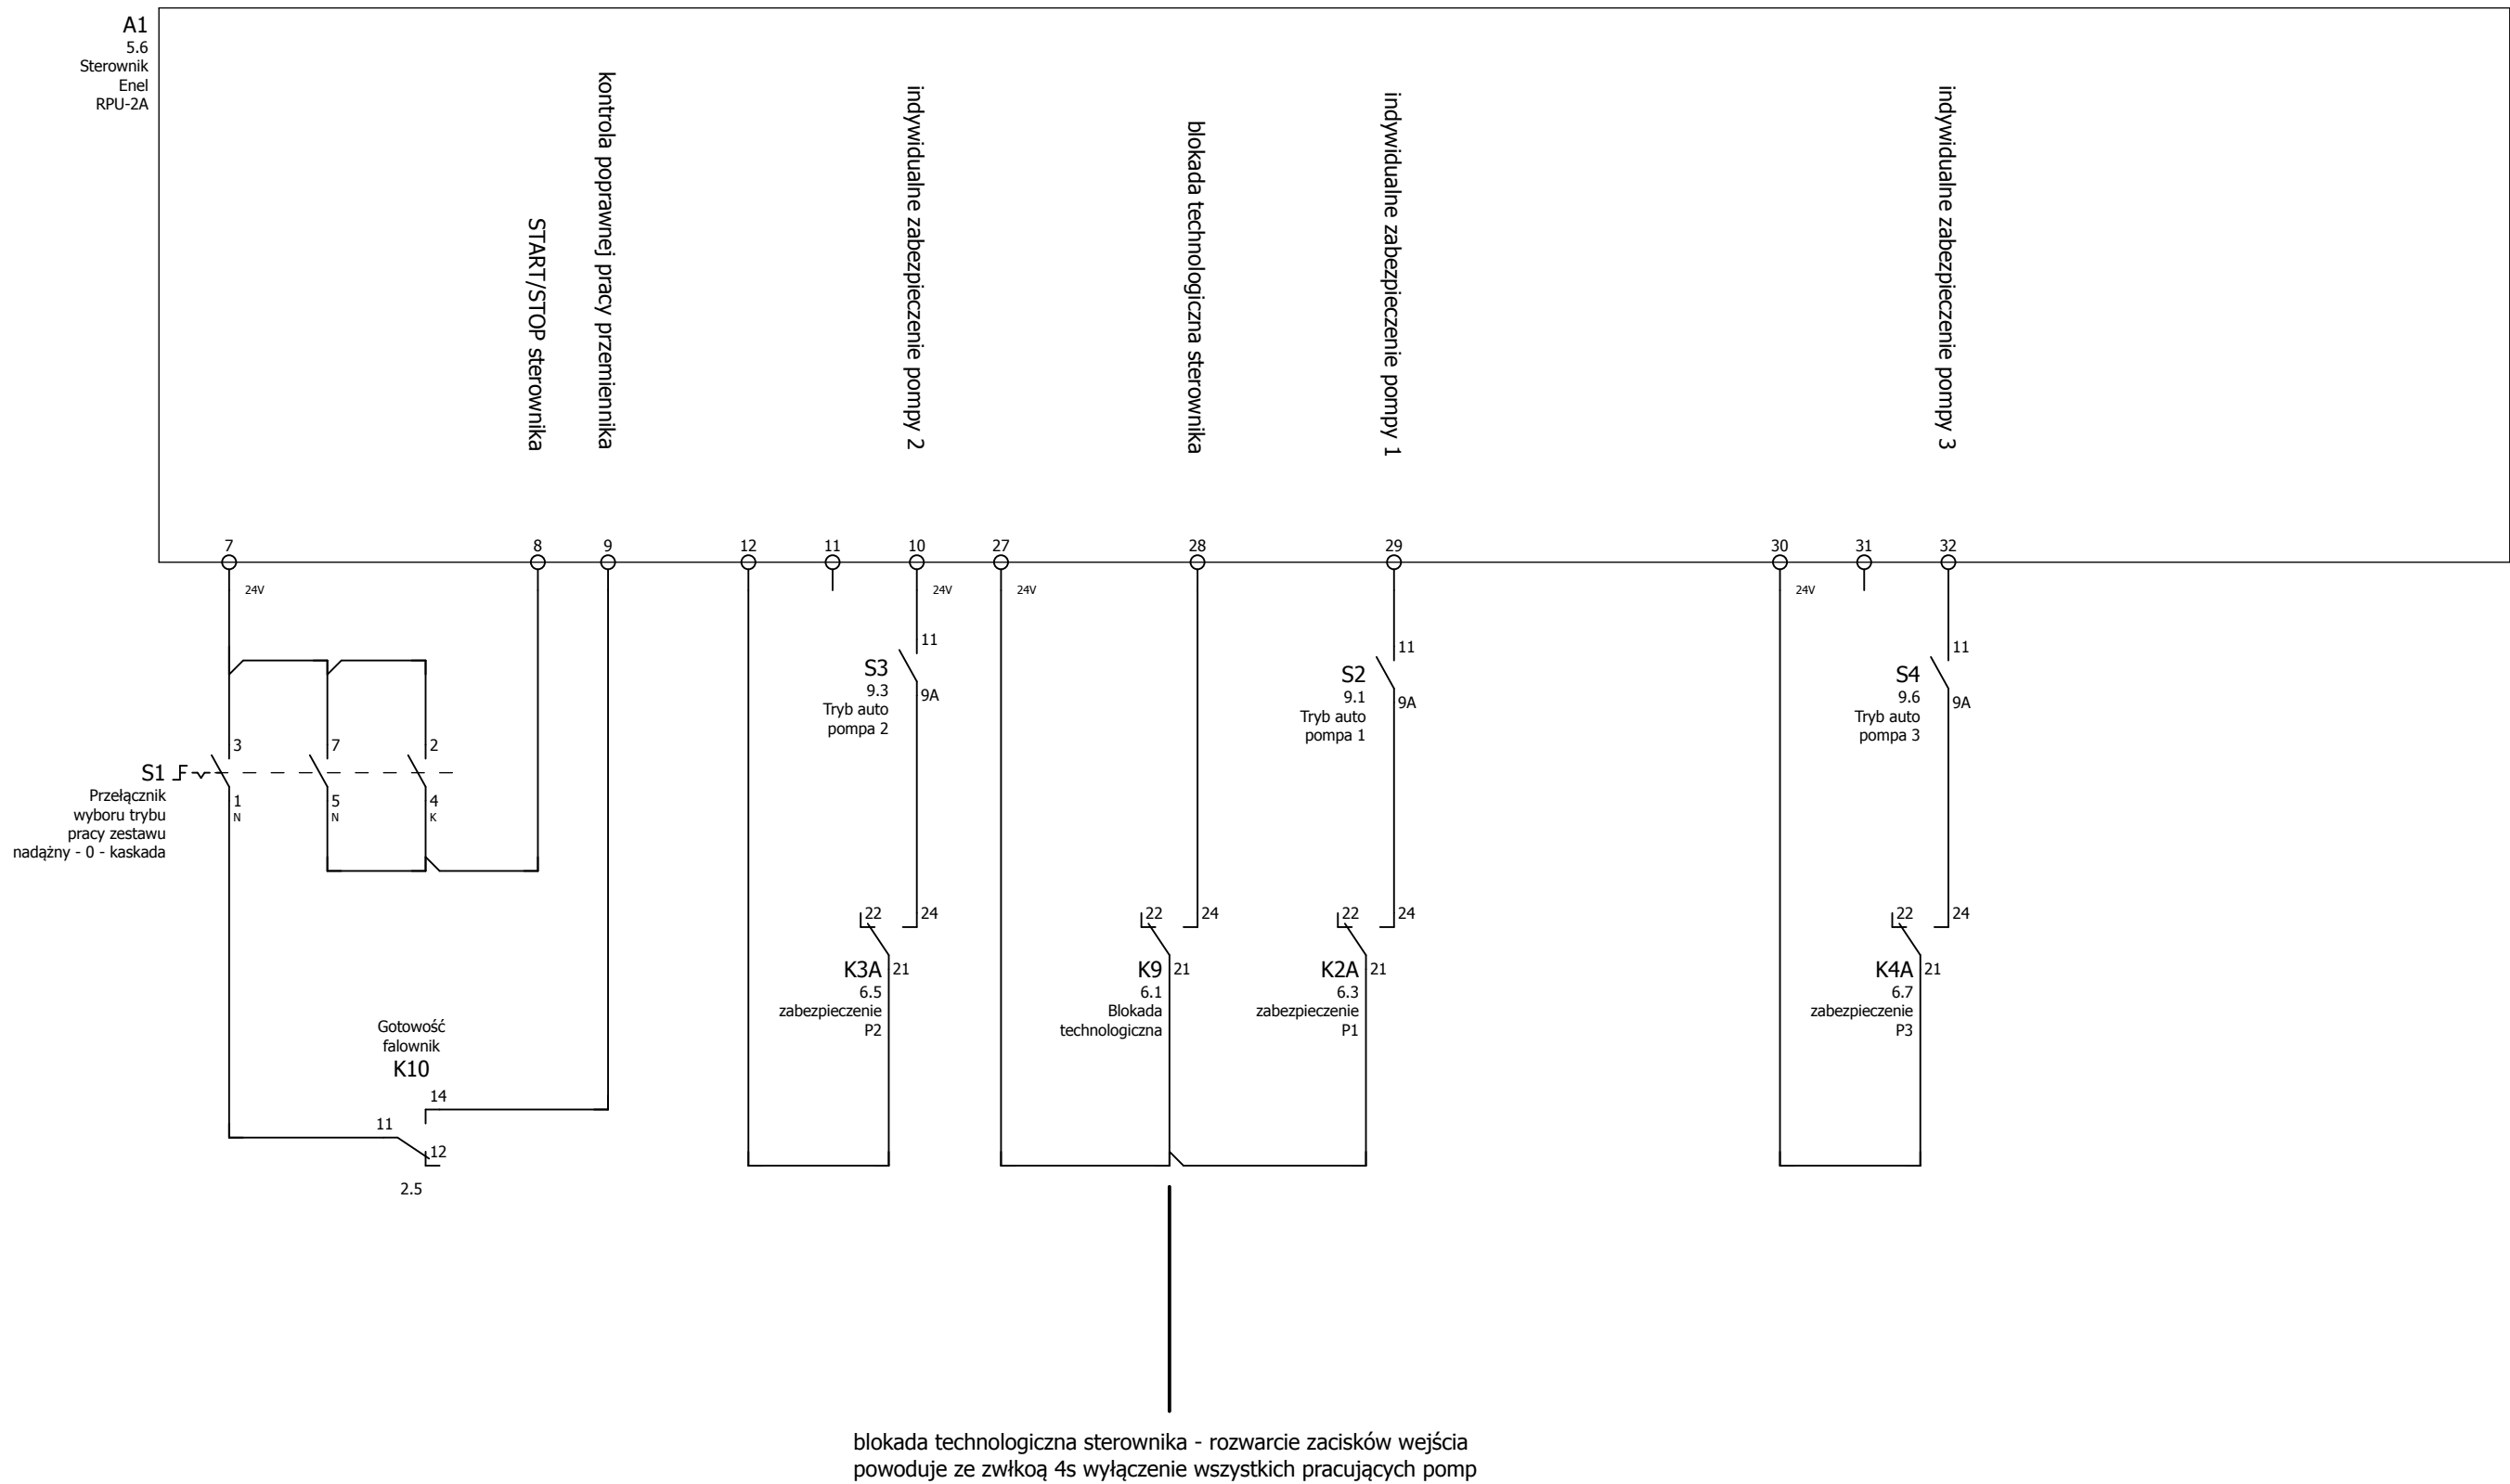 A1
5.6
Sterownik
Enel
RPU-2A
START/STOP sterownika
kontrola poprawnej pracy przemiennika
indywidualne zabezpieczenie pompy 2
blokada technologiczna sterownika
indywidualne zabezpieczenie pompy 1
indywidualne zabezpieczenie pompy 3
7
8
9
12
11
10
27
28
29
30
31
32
24V
24V
24V
24V
11
S3
9.3
Tryb auto
pompa 2
9A
11
S2
9.1
Tryb auto
pompa 1
9A
11
S4
9.6
Tryb auto
pompa 3
9A
3
7
2
S1
Przełącznik
wyboru trybu
pracy zestawu
nadążny - 0 - kaskada
1
N
5
N
4
K
22
24
K3A
21
6.5
zabezpieczenie
P2
22
24
K9
21
6.1
Blokada
technologiczna
22
24
K2A
21
6.3
zabezpieczenie
P1
22
24
K4A
21
6.7
zabezpieczenie
P3
Gotowość
falownik
K10
14
11
12
2.5
blokada technologiczna sterownika - rozwarcie zacisków wejścia
powoduje ze zwłkoą 4s wyłączenie wszystkich pracujących pomp